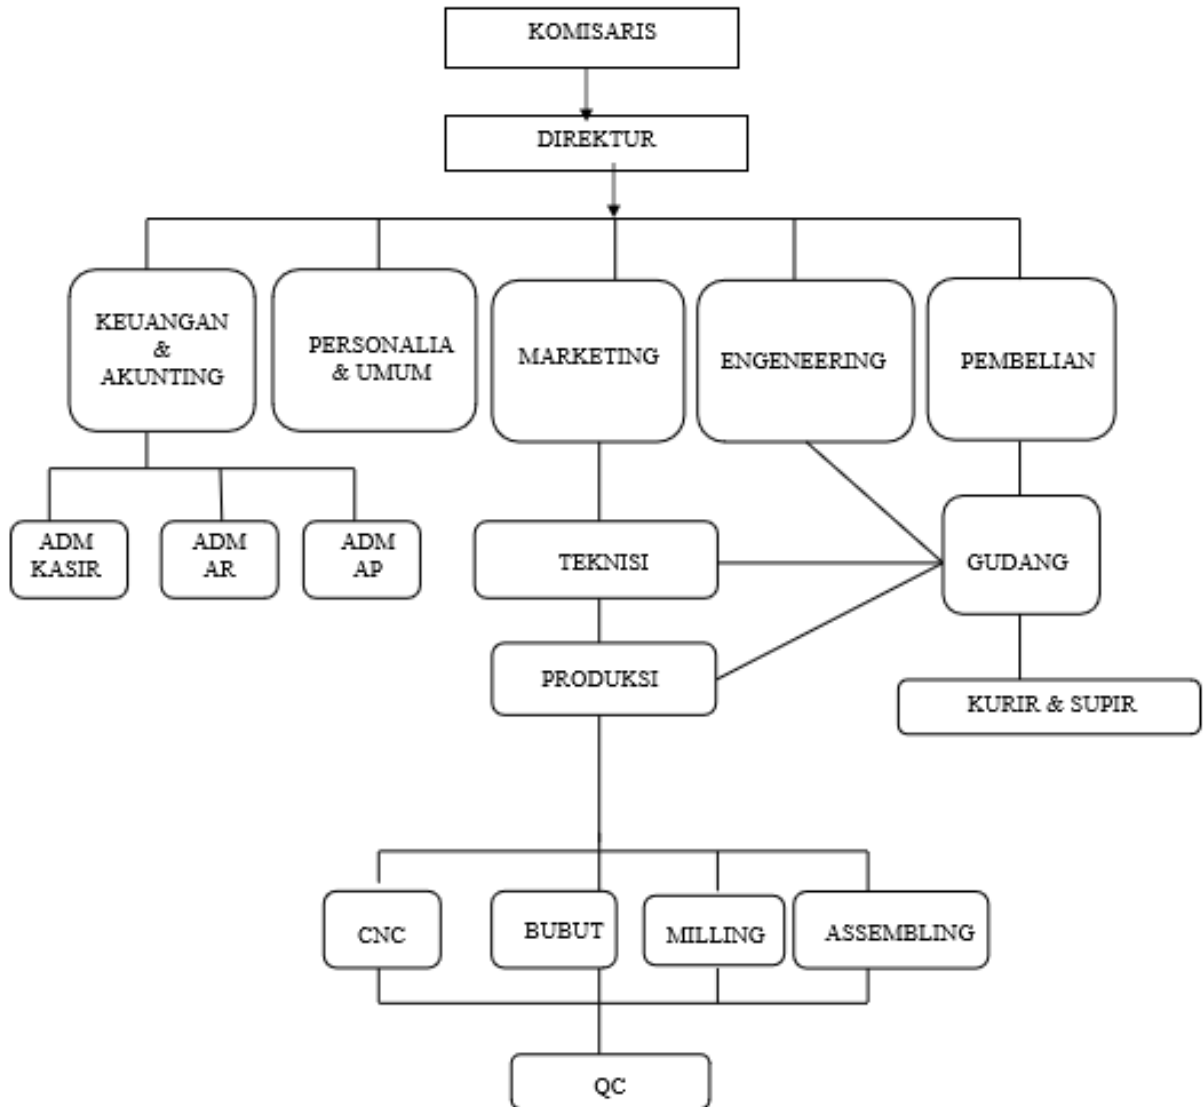 KOMISARIS
DIREKTUR
KEUANGAN
&
AKUNTING
PERSONALIA
& UMUM
MARKETING
ENGENEERING
PEMBELIAN
ADM
KASIR
ADM
AR
ADM
AP
TEKNISI
GUDANG
PRODUKSI
KURIR & SUPIR
CNC
BUBUT
MILLING
ASSEMBLING
QC